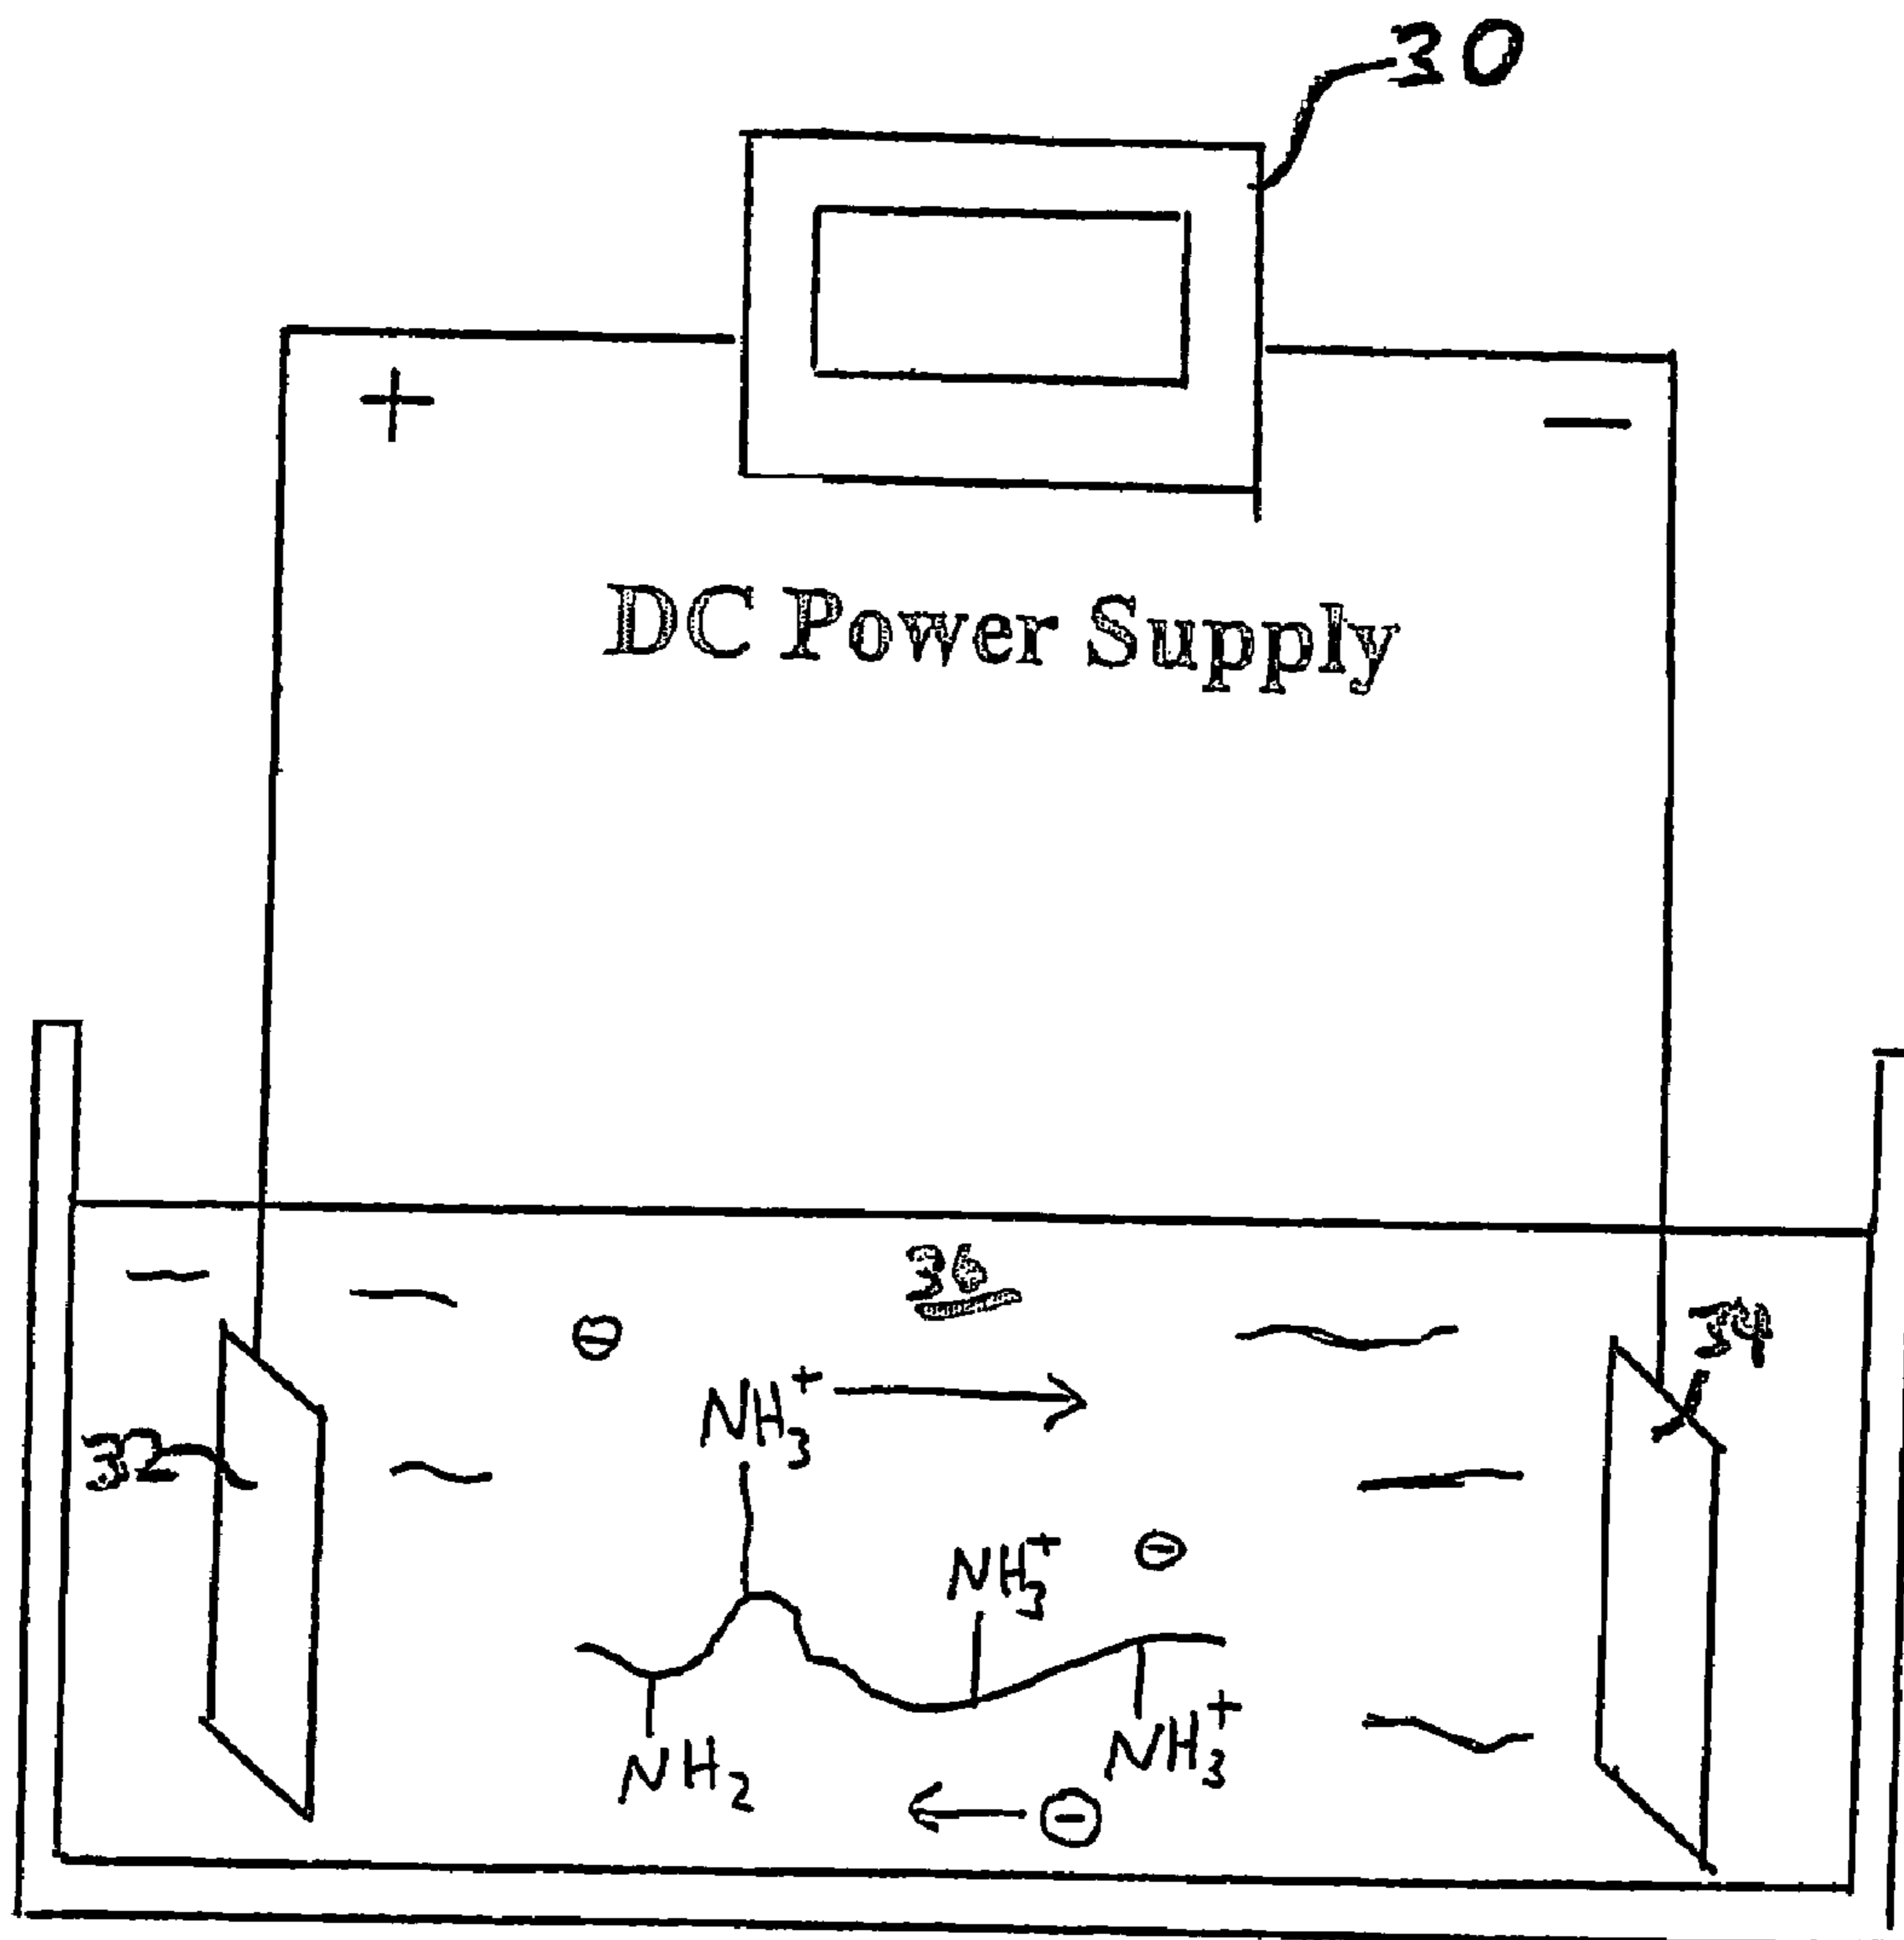 30
+ −
DC Power Supply
36
⊖
34
NH₃⁺
32
NH₃⁺ ⊖
NH₂ NH₃⁺
⊖